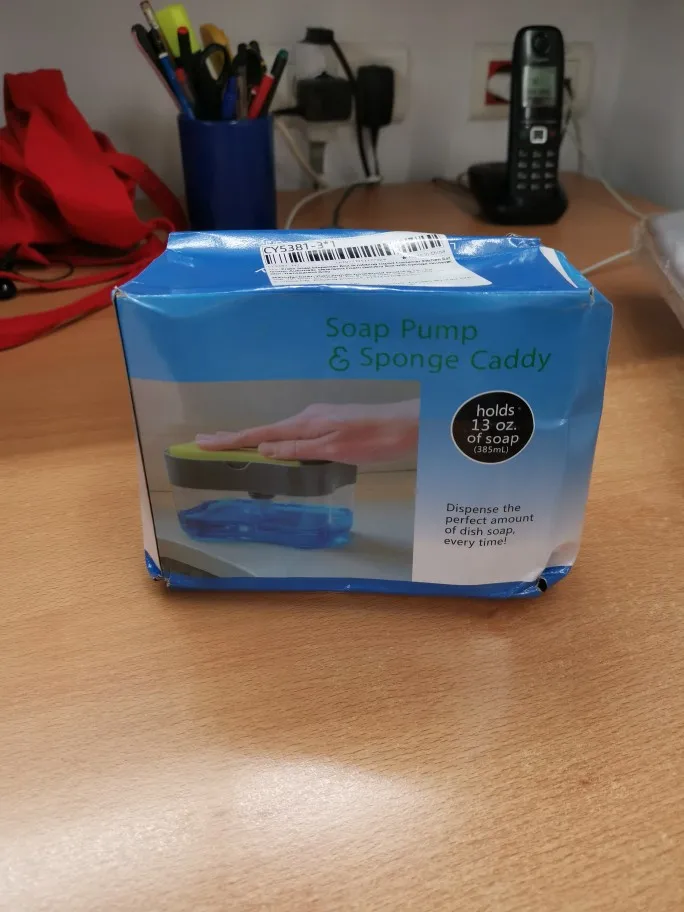 CY5381-3*1
Soap Pump
& Sponge Caddy
holds
13 oz.
of soap
(385mL)
Dispense the
perfect amount
of dish soap,
every time!